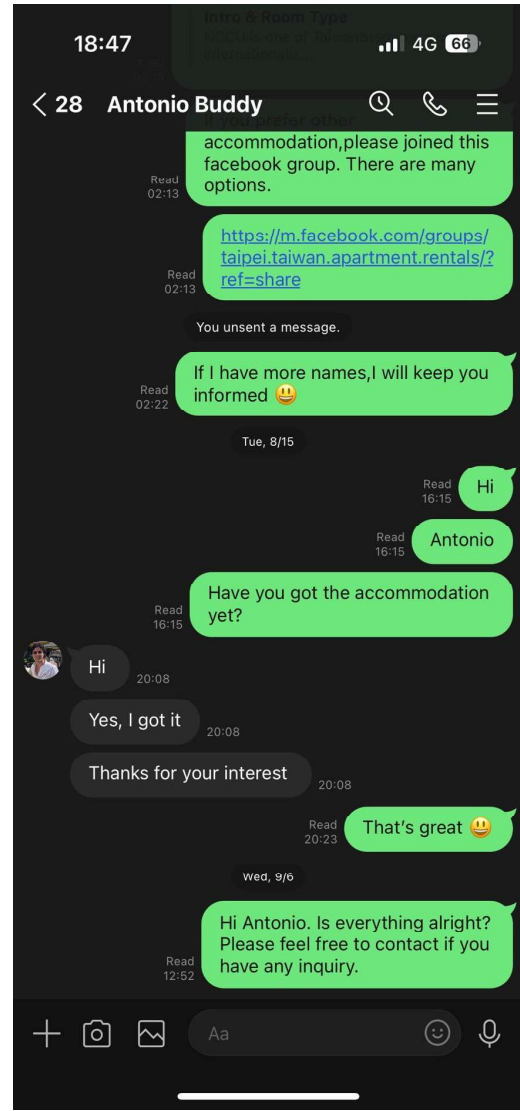 Intro & Room Type
18:47
4G 66
28 Antonio Buddy
If you prefer other
accommodation,please joined this
facebook group. There are many
options.
Read
02:13
https://m.facebook.com/groups/
taipei.taiwan.apartment.rentals/?
ref=share
Read
02:13
You unsent a message.
If I have more names,I will keep you
informed 😃
Read
02:22
Tue, 8/15
Hi
Read
16:15
Antonio
Read
16:15
Have you got the accommodation
yet?
Read
16:15
Hi
20:08
Yes, I got it
20:08
Thanks for your interest
20:08
That’s great 😃
Read
20:23
Wed, 9/6
Hi Antonio. Is everything alright?
Please feel free to contact if you
have any inquiry.
Read
12:52
Aa